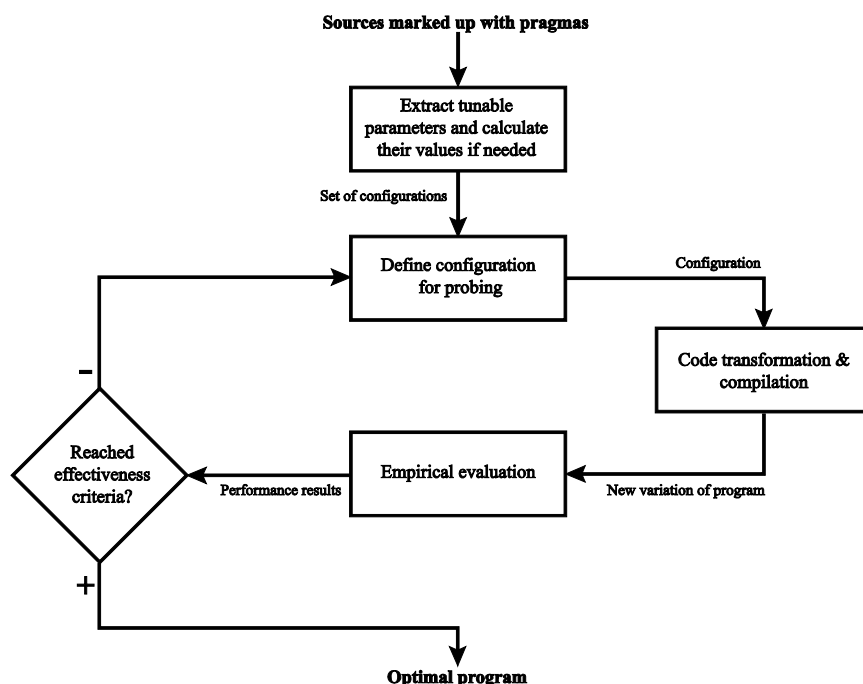 Sources marked up with pragmas
Extract tunable
parameters and calculate
their values if needed
Set of configurations
Define configuration
for probing
Configuration
Code transformation &
compilation
-
Reached
effectiveness
criteria?
Performance results
Empirical evaluation
New variation of program
+
Optimal program